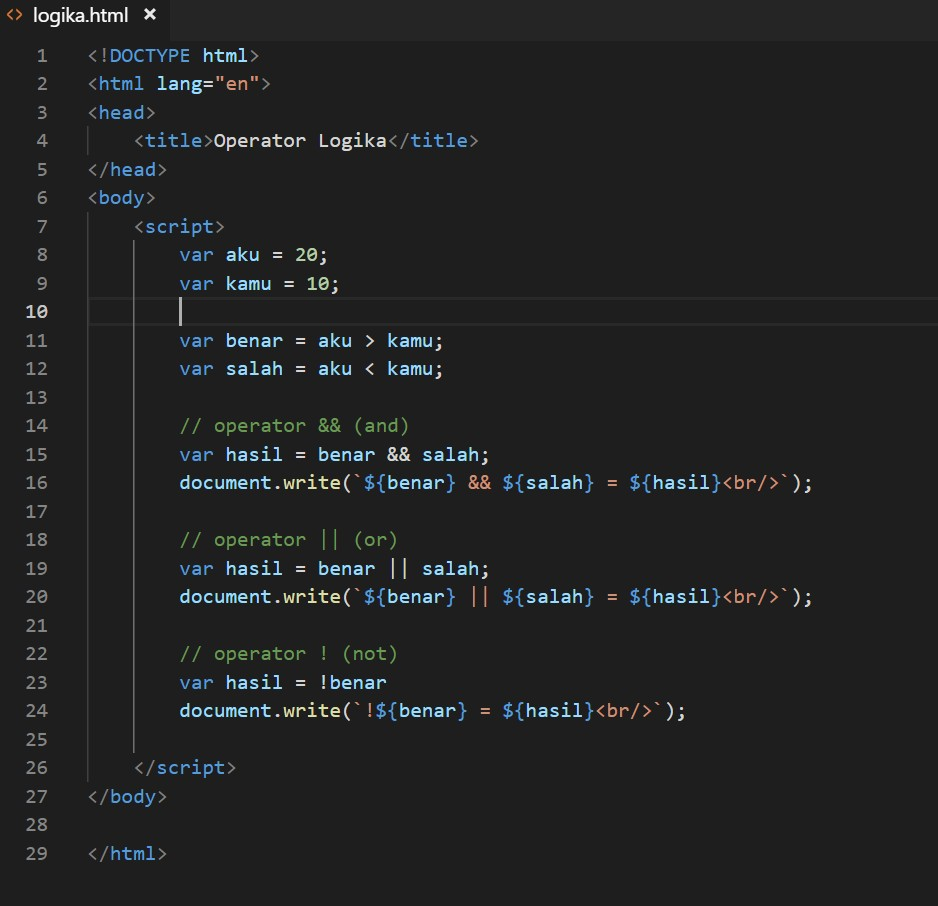 logika.html
1 <!DOCTYPE html>
2 <html lang="en">
3 <head>
4     <title>Operator Logika</title>
5 </head>
6 <body>
7     <script>
8         var aku = 20;
9         var kamu = 10;
10
11         var benar = aku > kamu;
12         var salah = aku < kamu;
13
14         // operator && (and)
15         var hasil = benar && salah;
16         document.write(`${benar} && ${salah} = ${hasil}<br/>`);
17
18         // operator || (or)
19         var hasil = benar || salah;
20         document.write(`${benar} || ${salah} = ${hasil}<br/>`);
21
22         // operator ! (not)
23         var hasil = !benar
24         document.write(`!${benar} = ${hasil}<br/>`);
25
26     </script>
27 </body>
28
29 </html>